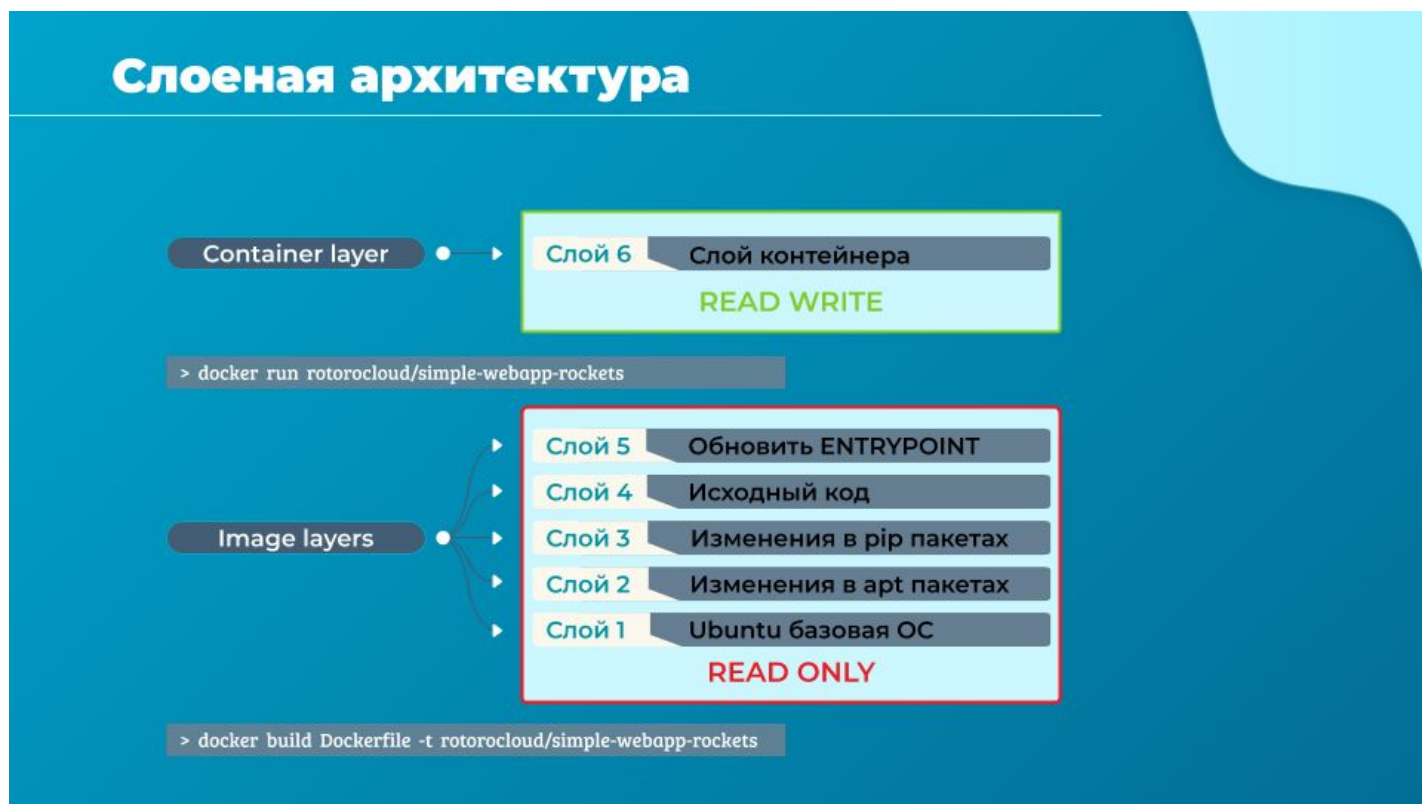 Слоеная архитектура
Container layer
Слой 6 Слой контейнера
READ WRITE
> docker run rotorocloud/simple-webapp-rockets
Слой 5 Обновить ENTRYPOINT
Слой 4 Исходный код
Image layers
Слой 3 Изменения в pip пакетах
Слой 2 Изменения в apt пакетах
Слой 1 Ubuntu базовая ОС
READ ONLY
> docker build Dockerfile -t rotorocloud/simple-webapp-rockets